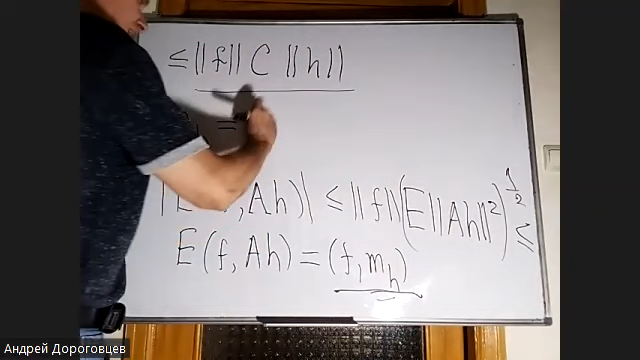 ≤ ||f|| C ||h||
=
, Ah)| ≤ ||f|| (E||Ah||²)^{1/2} ≤
E(f, Ah) = (f, m_h)
Андрей Дороговцев